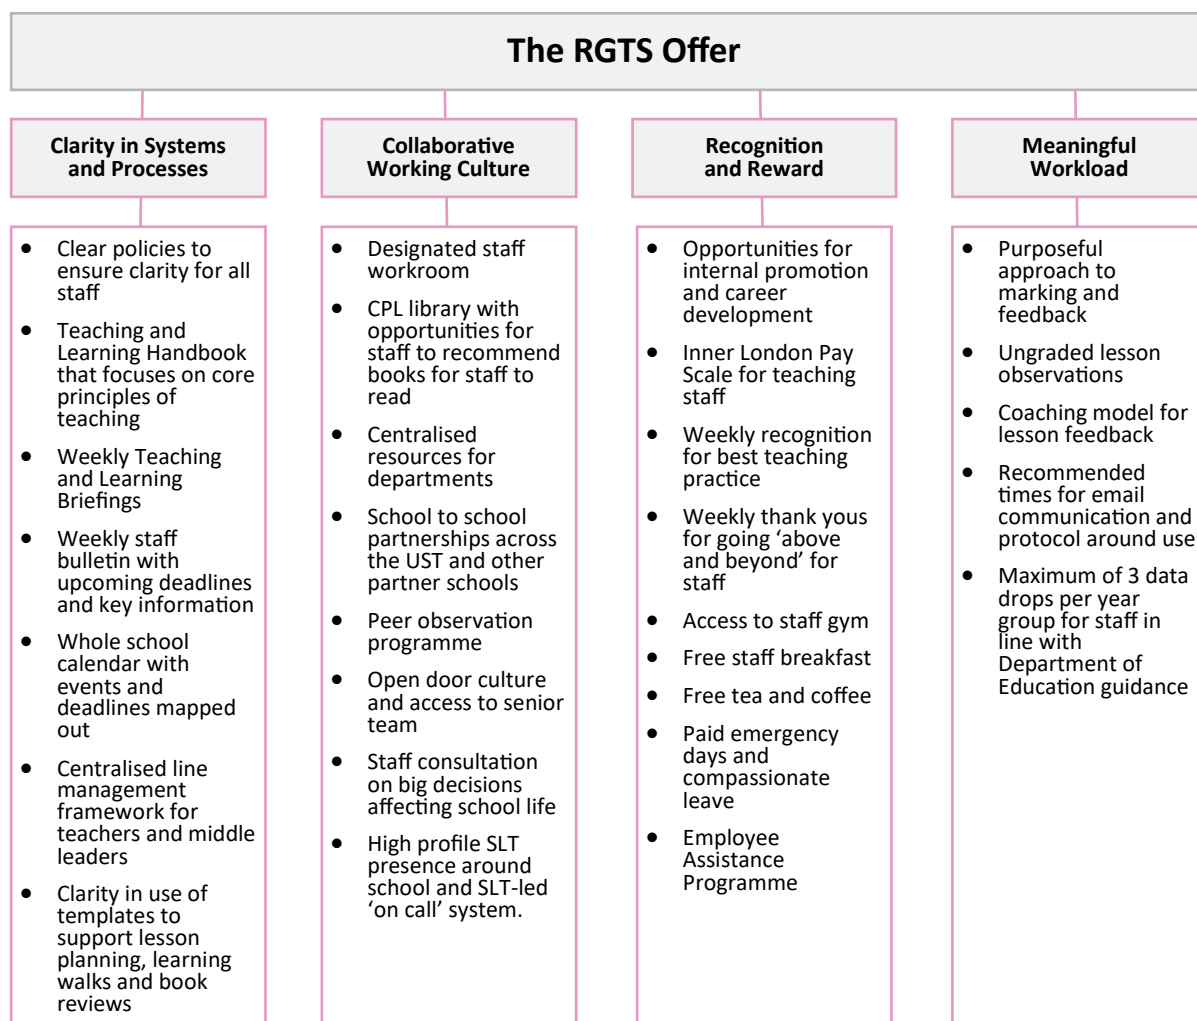 The RGTS Offer
Clarity in Systems
and Processes
• Clear policies to
ensure clarity for all
staff
• Teaching and
Learning Handbook
that focuses on core
principles of
teaching
• Weekly Teaching
and Learning
Briefings
• Weekly staff
bulletin with
upcoming deadlines
and key information
• Whole school
calendar with
events and
deadlines mapped
out
• Centralised line
management
framework for
teachers and middle
leaders
• Clarity in use of
templates to
support lesson
planning, learning
walks and book
reviews
Collaborative
Working Culture
• Designated staff
workroom
• CPL library with
opportunities for
staff to recommend
books for staff to
read
• Centralised
resources for
departments
• School to school
partnerships across
the UST and other
partner schools
• Peer observation
programme
• Open door culture
and access to senior
team
• Staff consultation
on big decisions
affecting school life
• High profile SLT
presence around
school and SLT-led
‘on call’ system.
Recognition
and Reward
• Opportunities for
internal promotion
and career
development
• Inner London Pay
Scale for teaching
staff
• Weekly recognition
for best teaching
practice
• Weekly thank yous
for going ‘above
and beyond’ for
staff
• Access to staff gym
• Free staff breakfast
• Free tea and coffee
• Paid emergency
days and
compassionate
leave
• Employee
Assistance
Programme
Meaningful
Workload
• Purposeful
approach to
marking and
feedback
• Ungraded lesson
observations
• Coaching model for
lesson feedback
• Recommended
times for email
communication and
protocol around use
• Maximum of 3 data
drops per year
group for staff in
line with
Department of
Education guidance